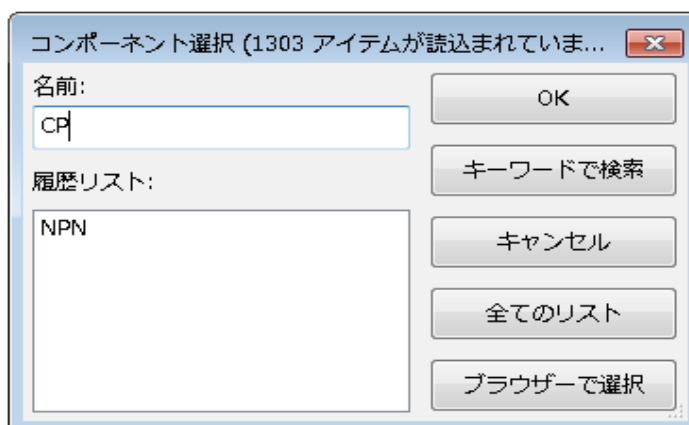 コンポーネント選択 (1303 アイテムが読込まれていま...
名前:
CP
OK
キーワードで検索
履歴リスト:
NPN
キャンセル
全てのリスト
ブラウザーで選択